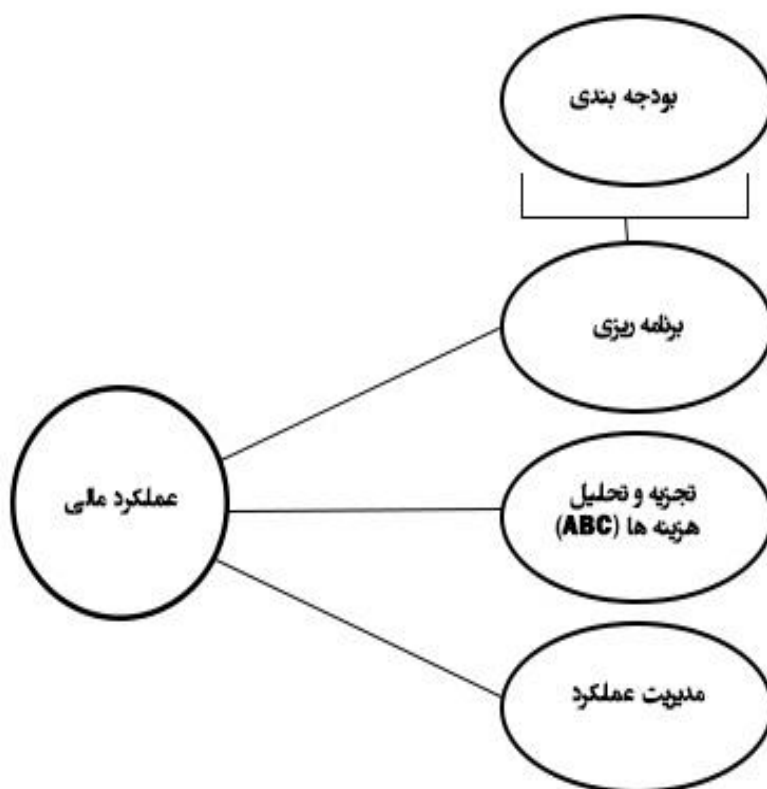 بودجه بندی
برنامه ریزی
عملکرد مالی
تجزیه و تحلیل
هزینه ها (ABC)
مدیریت عملکرد